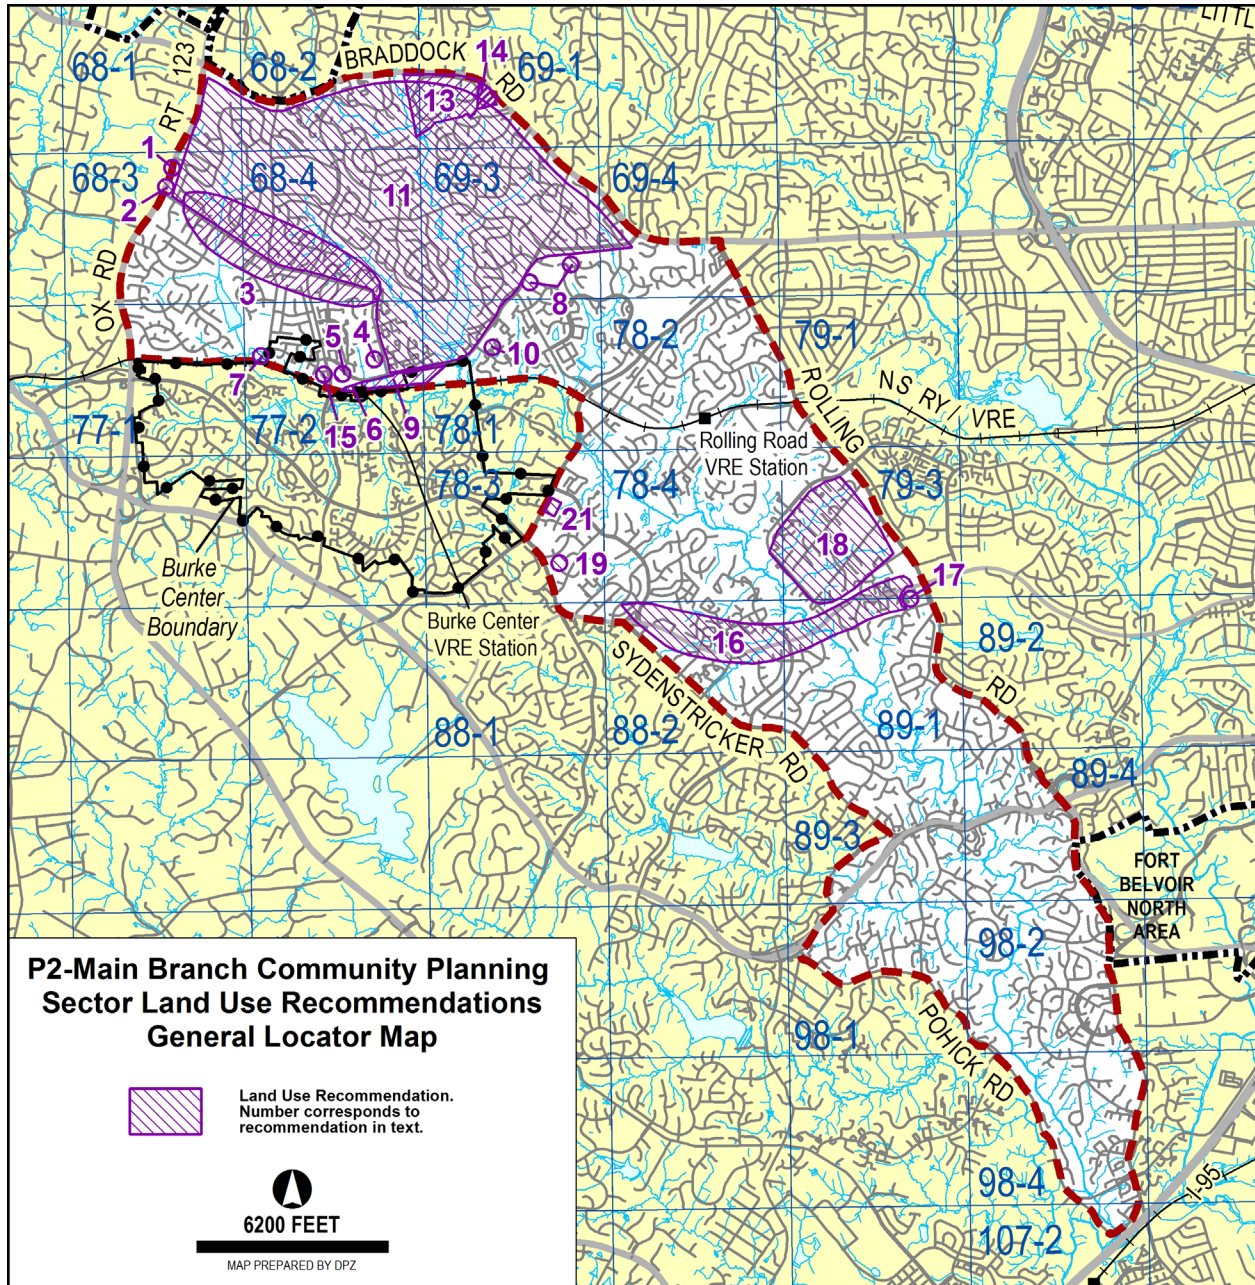 LITTL
68-1
68-2
69-1
RT 123
BRADDOCK RD
14
13
1
68-3
68-4
11
69-3
69-4
2
OX RD
3
8
5
4
10
78-2
79-1
7
ROLLING RD
NS RY / VRE
77-1
77-2
15
6
9
78-1
Rolling Road
VRE Station
78-3
78-4
79-3
21
18
19
17
Burke
Center
Boundary
Burke Center
VRE Station
16
89-2
SYDENSTRICKER RD
88-1
88-2
89-1
89-4
89-3
FORT
BELVOIR
NORTH
AREA
98-2
98-1
POHICK RD
98-4
I-95
107-2
P2-Main Branch Community Planning
Sector Land Use Recommendations
General Locator Map
Land Use Recommendation.
Number corresponds to
recommendation in text.
6200 FEET
MAP PREPARED BY DPZ